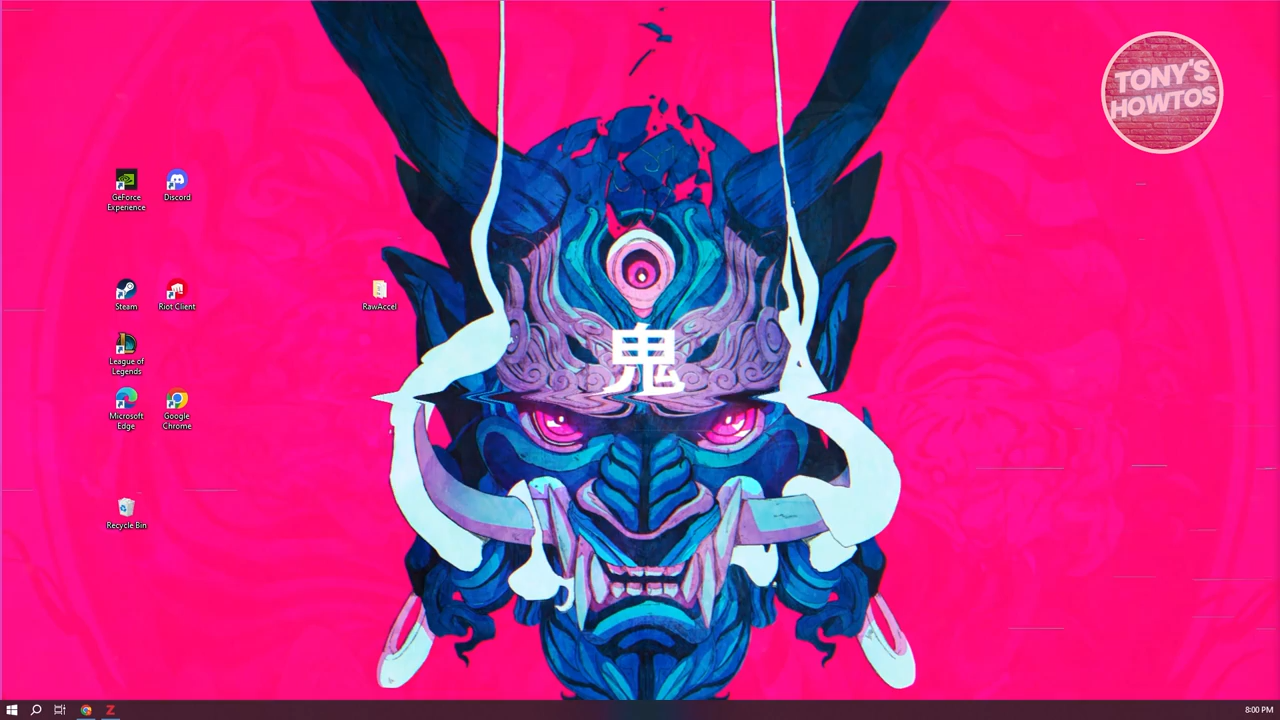 TONY'S
HOWTOS
GeForce
Experience
Discord
Steam
Riot Client
RawAccel
鬼
League of
Legends
Microsoft
Edge
Google
Chrome
Recycle Bin
8:00 PM